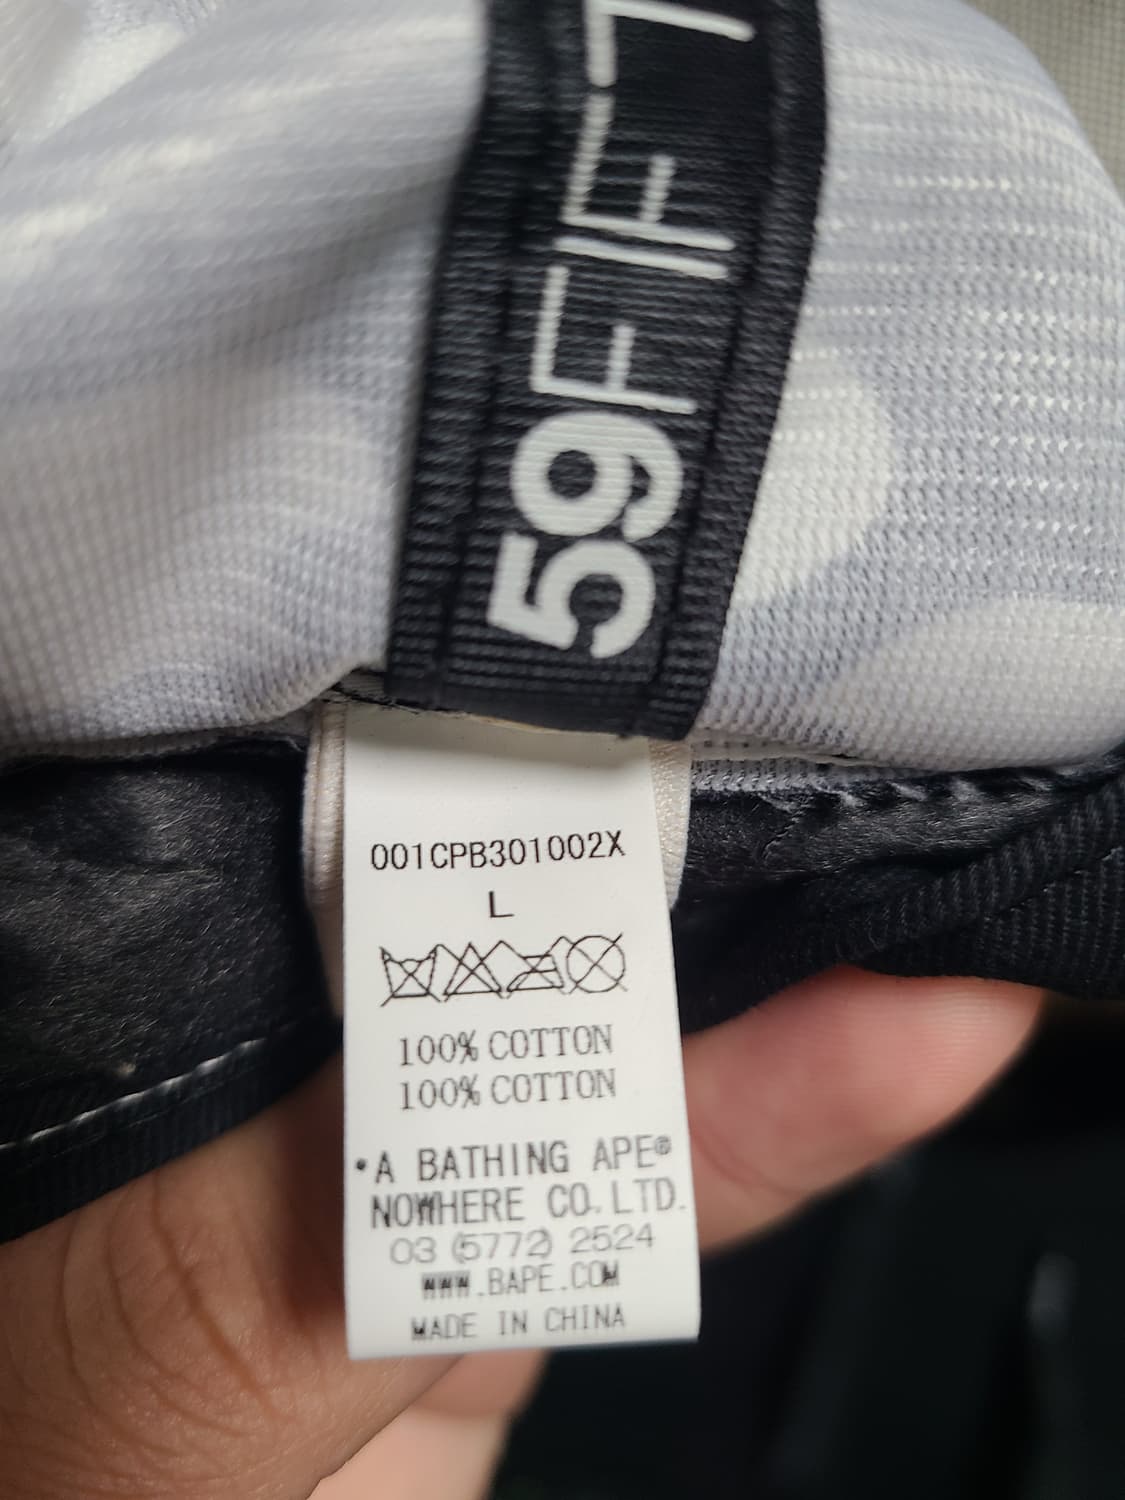 59FIF
001CPB301002X
L
100% COTTON
100% COTTON
•A BATHING APE®
NOWHERE CO.LTD.
03 (5772) 2524
WWW.BAPE.COM
MADE IN CHINA